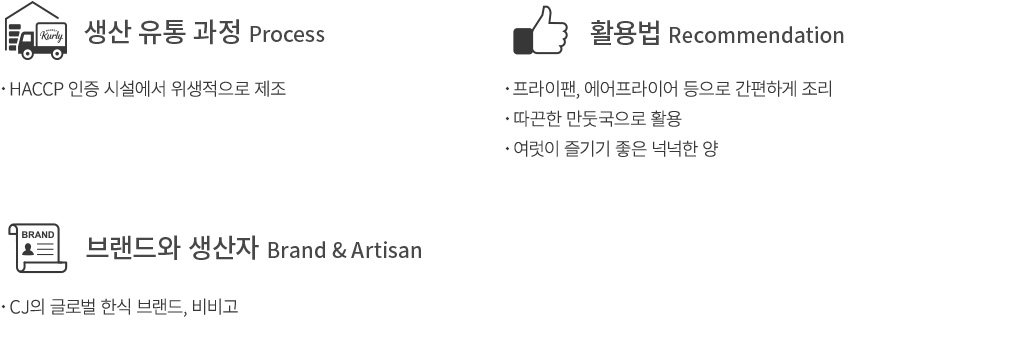 Kurly
생산 유통 과정 Process
· HACCP 인증 시설에서 위생적으로 제조
활용법 Recommendation
· 프라이팬, 에어프라이어 등으로 간편하게 조리
· 따끈한 만둣국으로 활용
· 여럿이 즐기기 좋은 넉넉한 양
BRAND
브랜드와 생산자 Brand & Artisan
· CJ의 글로벌 한식 브랜드, 비비고